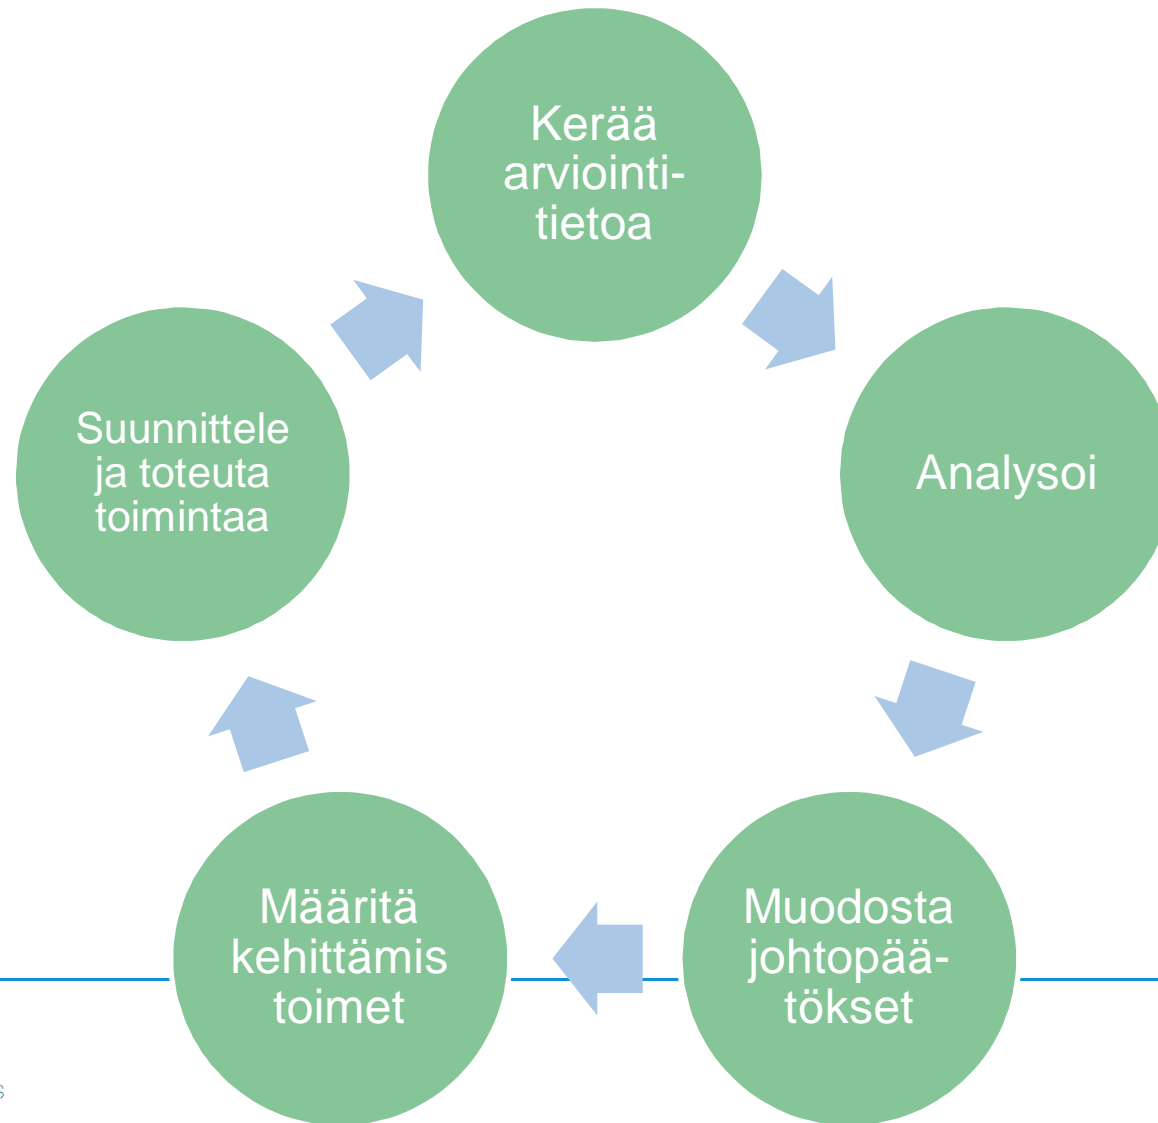 Kerää
arviointi-
tietoa
Analysoi
Muodosta
johtopää-
tökset
Määritä
kehittämis
toimet
Suunnittele
ja toteuta
toimintaa